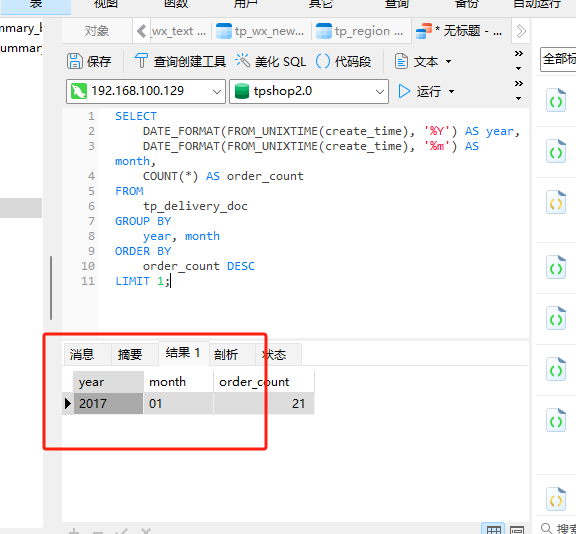 表 视图 函数 用户 其它 查询 备份 自动运行
对象 _wx_text ... tp_wx_new... tp_region ... * 无标题 - ...
保存 查询创建工具 美化 SQL () 代码段 文本
192.168.100.129 tpshop2.0 运行
全部标
1 SELECT
2 DATE_FORMAT(FROM_UNIXTIME(create_time), '%Y') AS year,
3 DATE_FORMAT(FROM_UNIXTIME(create_time), '%m') AS
month,
4 COUNT(*) AS order_count
5 FROM
6 tp_delivery_doc
7 GROUP BY
8 year, month
9 ORDER BY
10 order_count DESC
11 LIMIT 1;
消息 摘要 结果 1 剖析 状态
year month order_count
2017 01 21
搜索